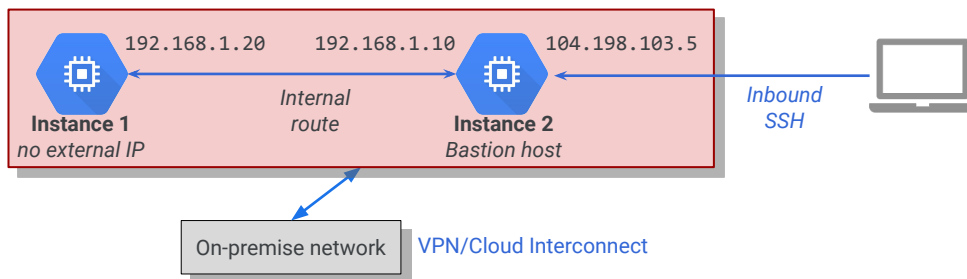 192.168.1.20
192.168.1.10
104.198.103.5
Internal
route
Inbound
SSH
Instance 1
no external IP
Instance 2
Bastion host
On-premise network
VPN/Cloud Interconnect